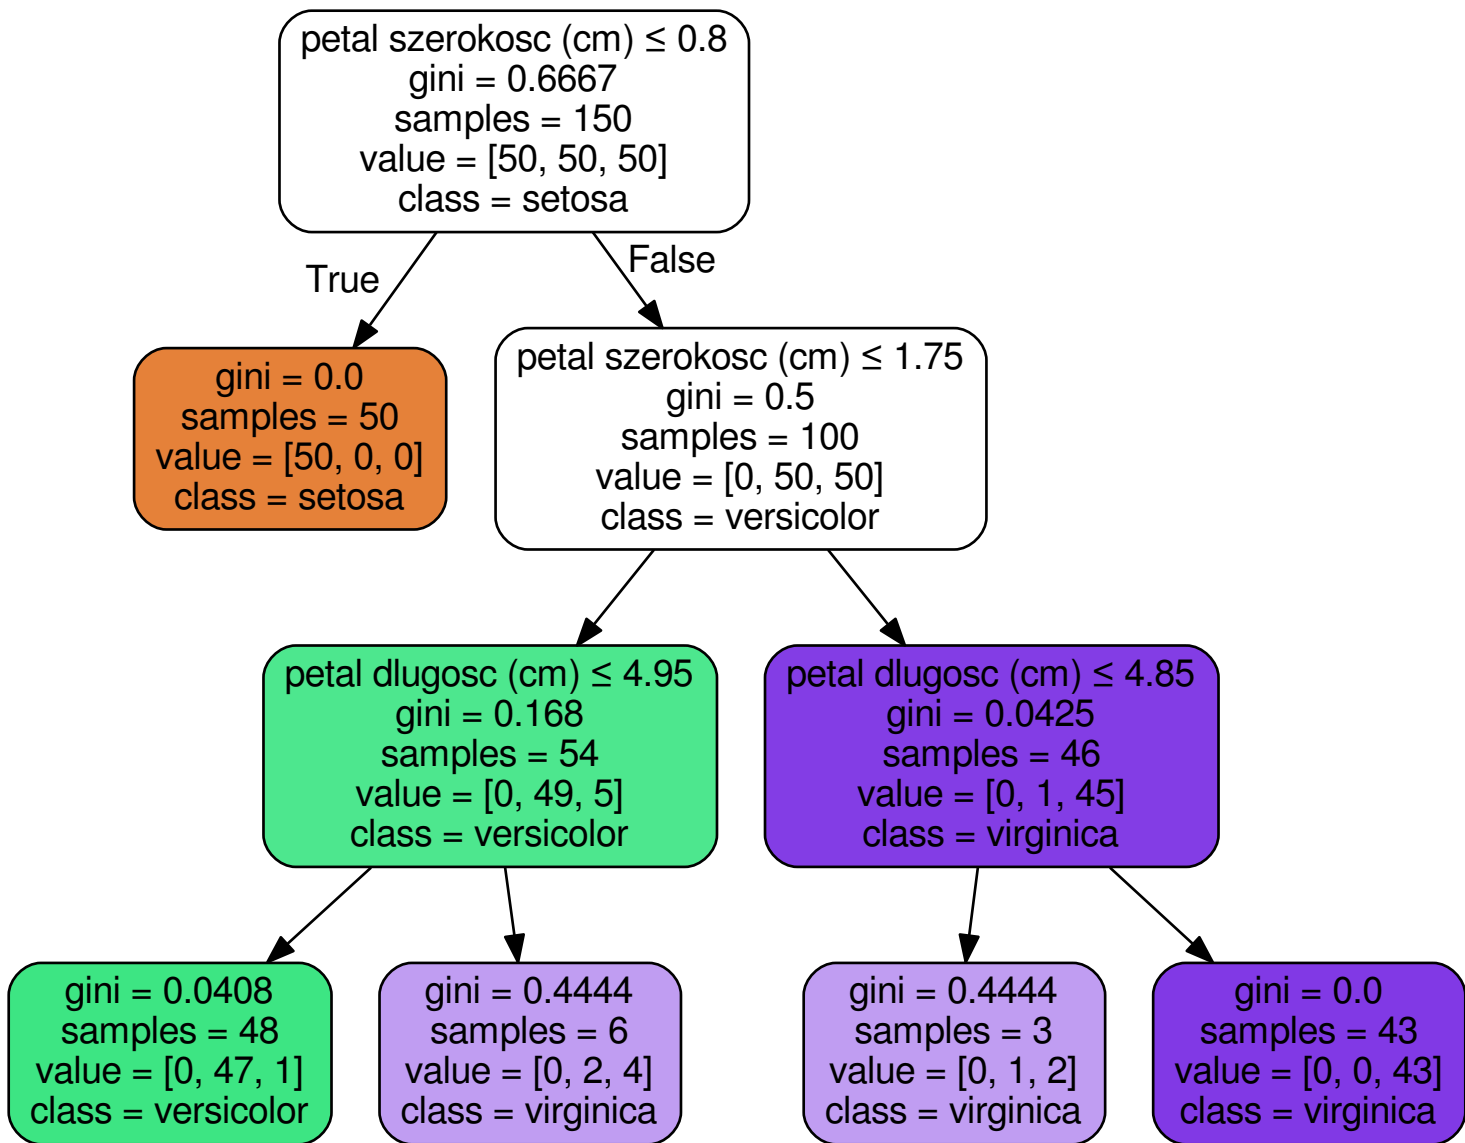 petal szerokosc (cm) ≤ 0.8
gini = 0.6667
samples = 150
value = [50, 50, 50]
class = setosa
True
False
gini = 0.0
samples = 50
value = [50, 0, 0]
class = setosa
petal szerokosc (cm) ≤ 1.75
gini = 0.5
samples = 100
value = [0, 50, 50]
class = versicolor
petal dlugosc (cm) ≤ 4.95
gini = 0.168
samples = 54
value = [0, 49, 5]
class = versicolor
petal dlugosc (cm) ≤ 4.85
gini = 0.0425
samples = 46
value = [0, 1, 45]
class = virginica
gini = 0.0408
samples = 48
value = [0, 47, 1]
class = versicolor
gini = 0.4444
samples = 6
value = [0, 2, 4]
class = virginica
gini = 0.4444
samples = 3
value = [0, 1, 2]
class = virginica
gini = 0.0
samples = 43
value = [0, 0, 43]
class = virginica